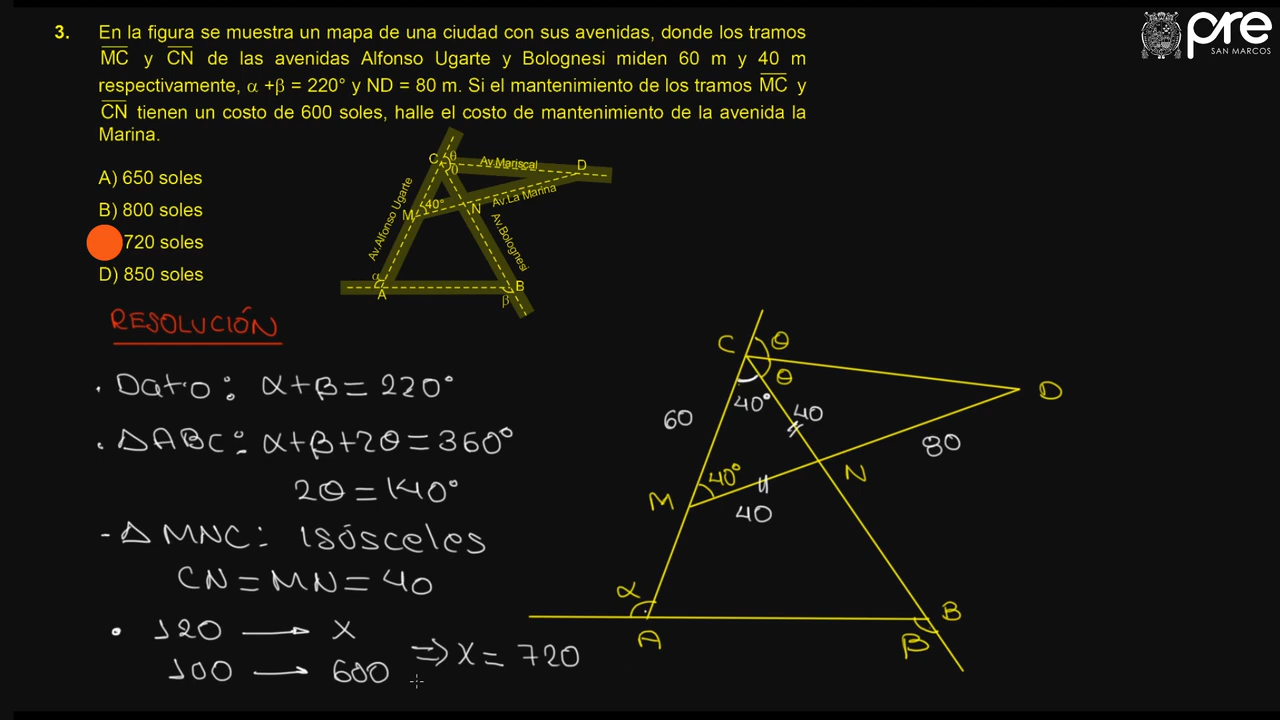 3. En la figura se muestra un mapa de una ciudad con sus avenidas, donde los tramos
MC y CN de las avenidas Alfonso Ugarte y Bolognesi miden 60 m y 40 m
respectivamente, α +β = 220° y ND = 80 m. Si el mantenimiento de los tramos MC y
CN tienen un costo de 600 soles, halle el costo de mantenimiento de la avenida la
Marina.
pre
SAN MARCOS
A) 650 soles
B) 800 soles
720 soles
D) 850 soles
C θ Av.Mariscal D
θ
Av.Alfonso Ugarte
M 40° N Av.La Marina
Av.Bolognesi
α
A B
β
RESOLUCIÓN
. Dato: α+β=220°
. △ABC: α+β+2θ=360°
2θ=140°
- △MNC: Isósceles
CN=MN=40
• 120 → X
100 → 600 ⇒ X=720
C θ
θ D
40°
60 40
80
M 40° N
40
α
A B
β